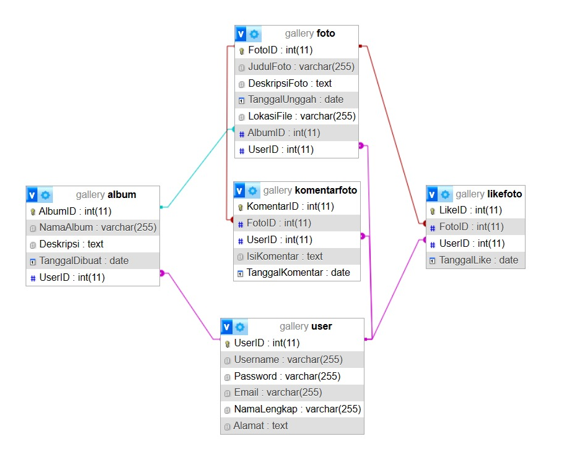 gallery foto
FotoID : int(11)
JudulFoto : varchar(255)
DeskripsiFoto : text
TanggalUnggah : date
LokasiFile : varchar(255)
AlbumID : int(11)
UserID : int(11)
gallery album
AlbumID : int(11)
NamaAlbum : varchar(255)
Deskripsi : text
TanggalDibuat : date
UserID : int(11)
gallery komentarfoto
KomentarID : int(11)
FotoID : int(11)
UserID : int(11)
IsiKomentar : text
TanggalKomentar : date
gallery likefoto
LikeID : int(11)
FotoID : int(11)
UserID : int(11)
TanggalLike : date
gallery user
UserID : int(11)
Username : varchar(255)
Password : varchar(255)
Email : varchar(255)
NamaLengkap : varchar(255)
Alamat : text